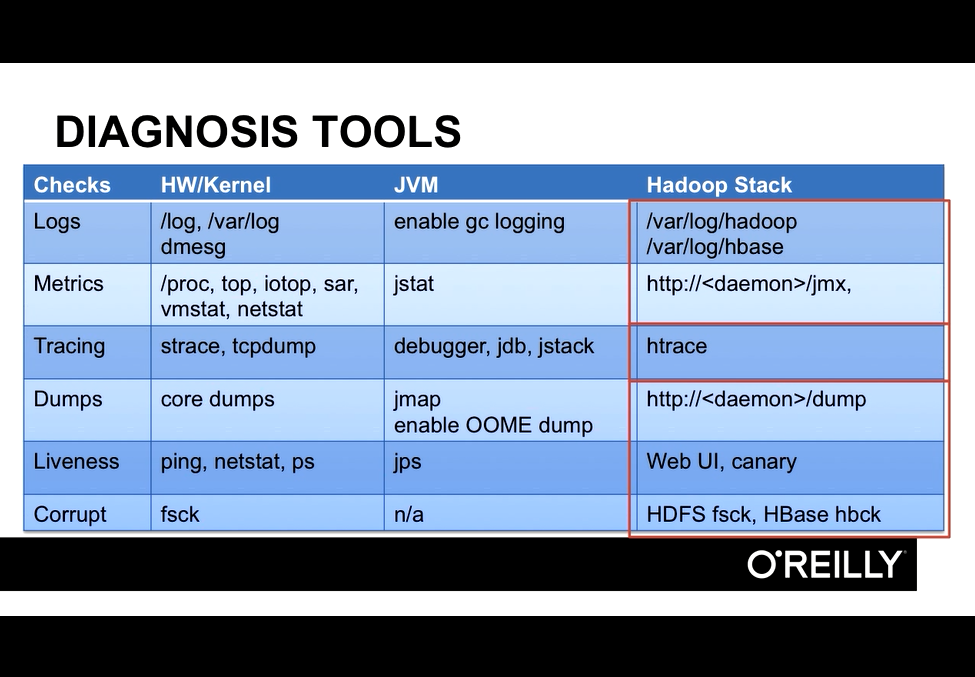 DIAGNOSIS TOOLS
Checks HW/Kernel JVM Hadoop Stack
Logs /log, /var/log enable gc logging /var/log/hadoop
dmesg /var/log/hbase
Metrics /proc, top, iotop, sar, jstat http://<daemon>/jmx,
vmstat, netstat
Tracing strace, tcpdump debugger, jdb, jstack htrace
Dumps core dumps jmap http://<daemon>/dump
enable OOME dump
Liveness ping, netstat, ps jps Web UI, canary
Corrupt fsck n/a HDFS fsck, HBase hbck
O'REILLY